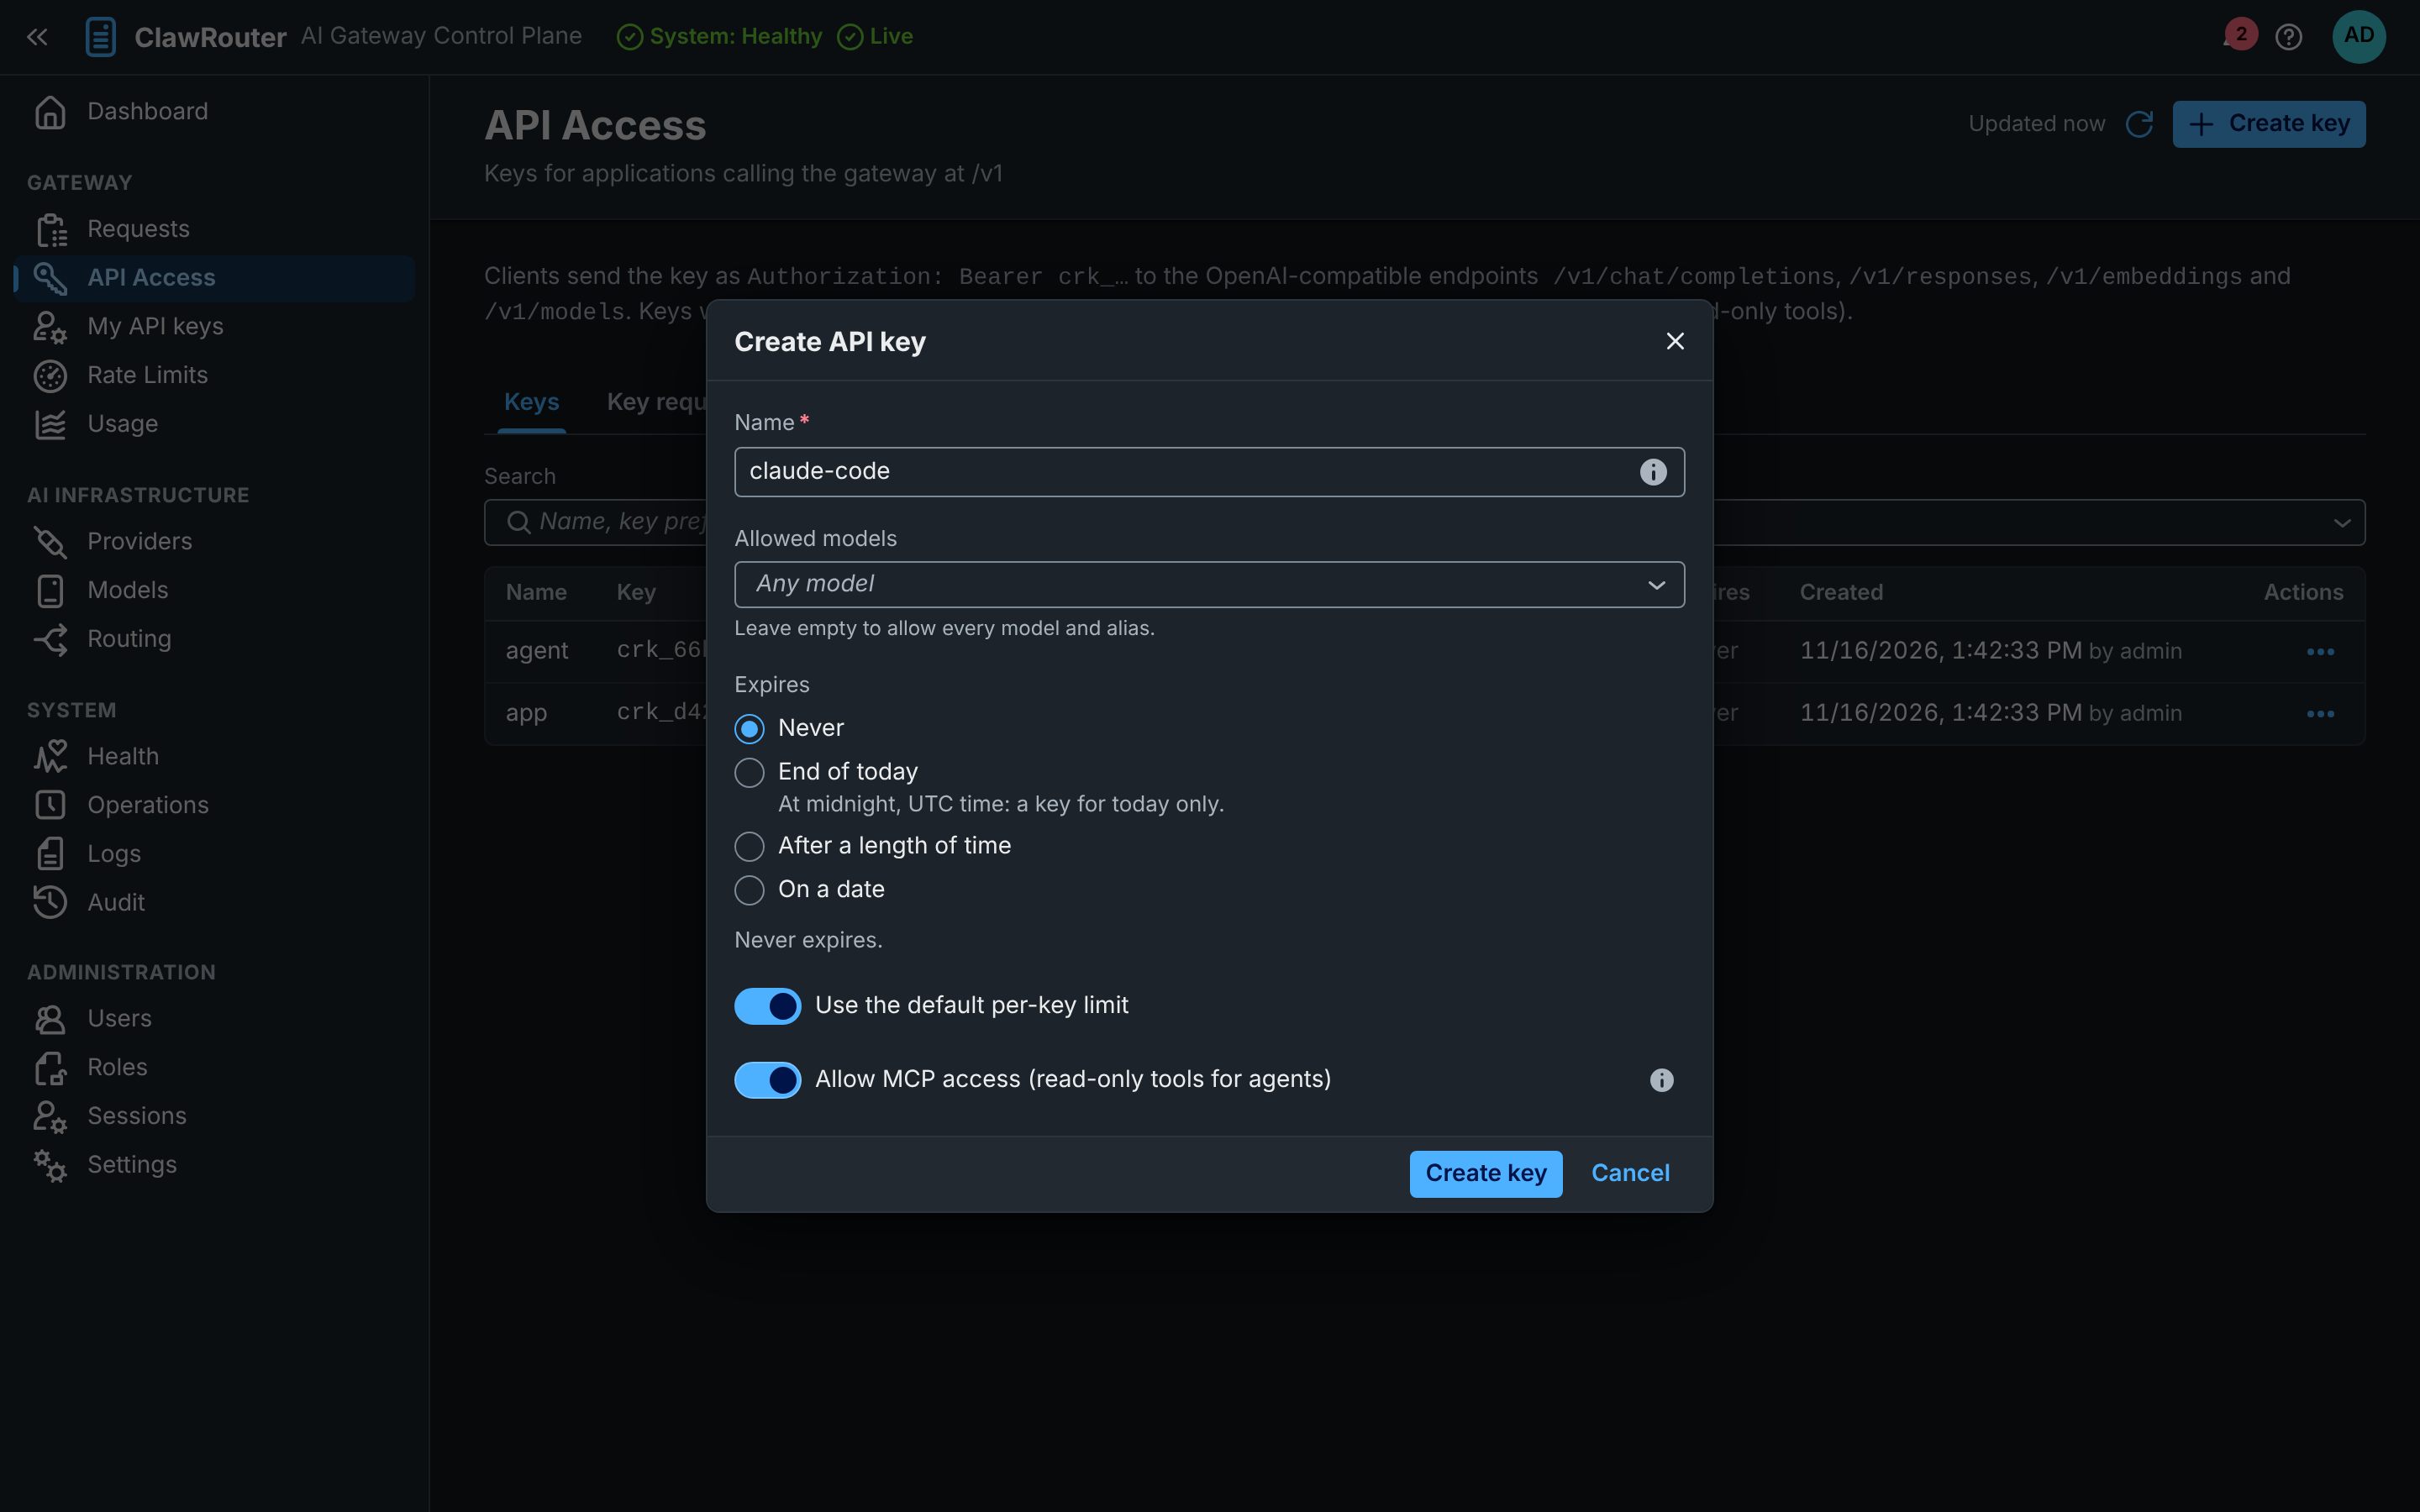 ClawRouter AI Gateway Control Plane System: Healthy Live 2 AD
Dashboard
GATEWAY
Requests
API Access
My API keys
Rate Limits
Usage
AI INFRASTRUCTURE
Providers
Models
Routing
SYSTEM
Health
Operations
Logs
Audit
ADMINISTRATION
Users
Roles
Sessions
Settings
API Access
Keys for applications calling the gateway at /v1
Updated now Create key
Clients send the key as Authorization: Bearer crk_… to the OpenAI-compatible endpoints /v1/chat/completions, /v1/responses, /v1/embeddings and
/v1/models. Keys -only tools).
Keys Key requ
Search
Name, key pref
Name Key Created Actions
agent crk_66 11/16/2026, 1:42:33 PM by admin
app crk_d4 11/16/2026, 1:42:33 PM by admin
Create API key
Name *
claude-code
Allowed models
Any model
Leave empty to allow every model and alias.
Expires
Never
End of today
At midnight, UTC time: a key for today only.
After a length of time
On a date
Never expires.
Use the default per-key limit
Allow MCP access (read-only tools for agents)
Create key Cancel